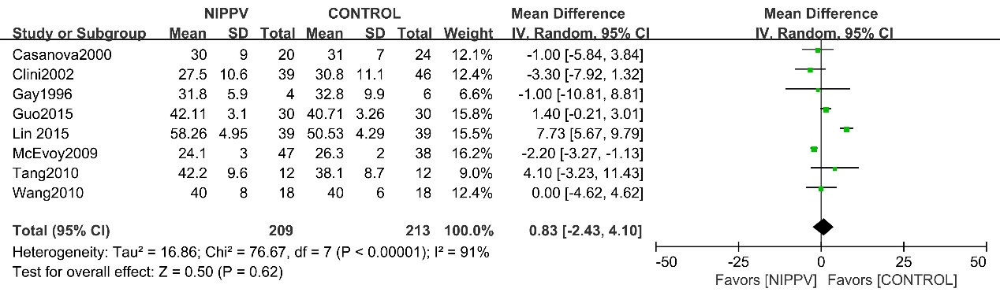 NIPPV CONTROL Mean Difference Mean Difference
Study or Subgroup Mean SD Total Mean SD Total Weight IV. Random. 95% CI IV. Random. 95% CI
Casanova2000 30 9 20 31 7 24 12.1% -1.00 [-5.84, 3.84]
Clini2002 27.5 10.6 39 30.8 11.1 46 12.4% -3.30 [-7.92, 1.32]
Gay1996 31.8 5.9 4 32.8 9.9 6 6.6% -1.00 [-10.81, 8.81]
Guo2015 42.11 3.1 30 40.71 3.26 30 15.8% 1.40 [-0.21, 3.01]
Lin 2015 58.26 4.95 39 50.53 4.29 39 15.5% 7.73 [5.67, 9.79]
McEvoy2009 24.1 3 47 26.3 2 38 16.2% -2.20 [-3.27, -1.13]
Tang2010 42.2 9.6 12 38.1 8.7 12 9.0% 4.10 [-3.23, 11.43]
Wang2010 40 8 18 40 6 18 12.4% 0.00 [-4.62, 4.62]
Total (95% CI) 209 213 100.0% 0.83 [-2.43, 4.10]
Heterogeneity: Tau² = 16.86; Chi² = 76.67, df = 7 (P < 0.00001); I² = 91%
Test for overall effect: Z = 0.50 (P = 0.62)
-50 -25 0 25 50
Favors [NIPPV] Favors [CONTROL]